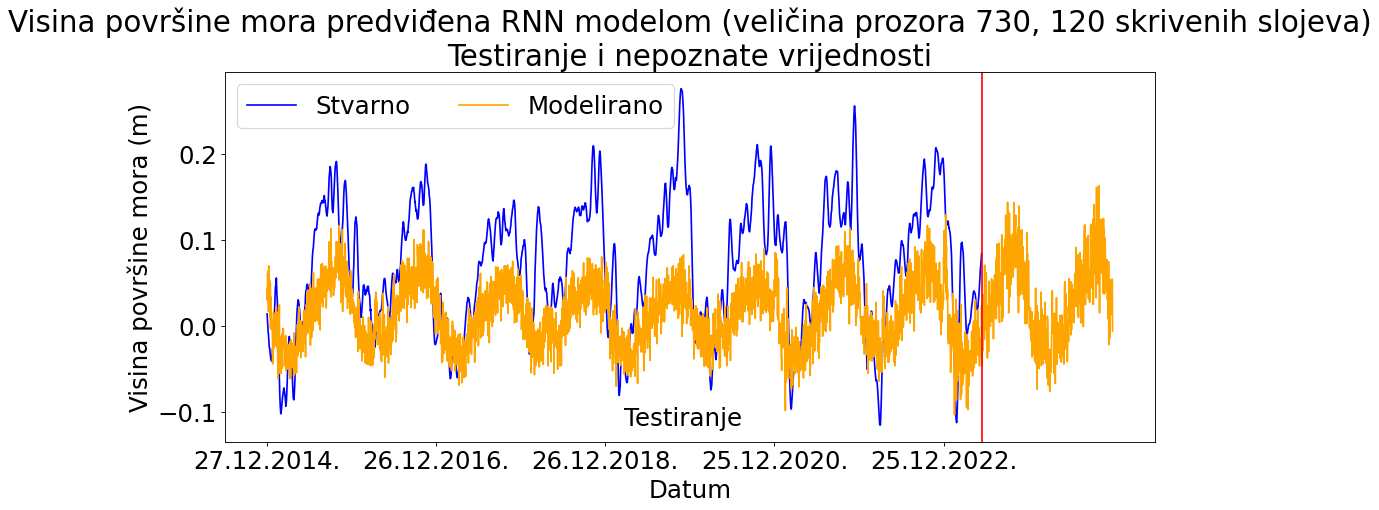 Visina površine mora predviđena RNN modelom (veličina prozora 730, 120 skrivenih slojeva)
Testiranje i nepoznate vrijednosti
Stvarno Modelirano
Visina površine mora (m)
0.2
0.1
0.0
−0.1
Testiranje
27.12.2014. 26.12.2016. 26.12.2018. 25.12.2020. 25.12.2022.
Datum